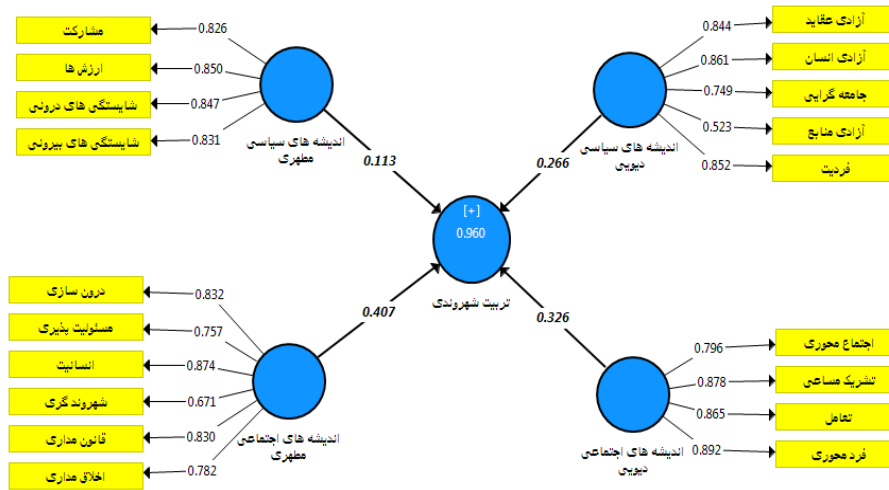 مشارکت
ارزش ها
شایستگی های درونی
شایستگی های بیرونی
0.826
0.850
0.847
0.831
اندیشه های سیاسی
مطهری
0.113
آزادی عقاید
آزادی انسان
جامعه گرایی
آزادی منابع
فردیت
0.844
0.861
0.749
0.523
0.852
اندیشه های سیاسی
دیویی
0.266
[+]
0.960
تربیت شهروندی
درون سازی
مسئولیت پذیری
انسانیت
شهروند گری
قانون مداری
اخلاق مداری
0.832
0.757
0.874
0.671
0.830
0.782
اندیشه های اجتماعی
مطهری
0.407
اجتماع محوری
تشریک مساعی
تعامل
فرد محوری
0.796
0.878
0.865
0.892
اندیشه های اجتماعی
دیویی
0.326